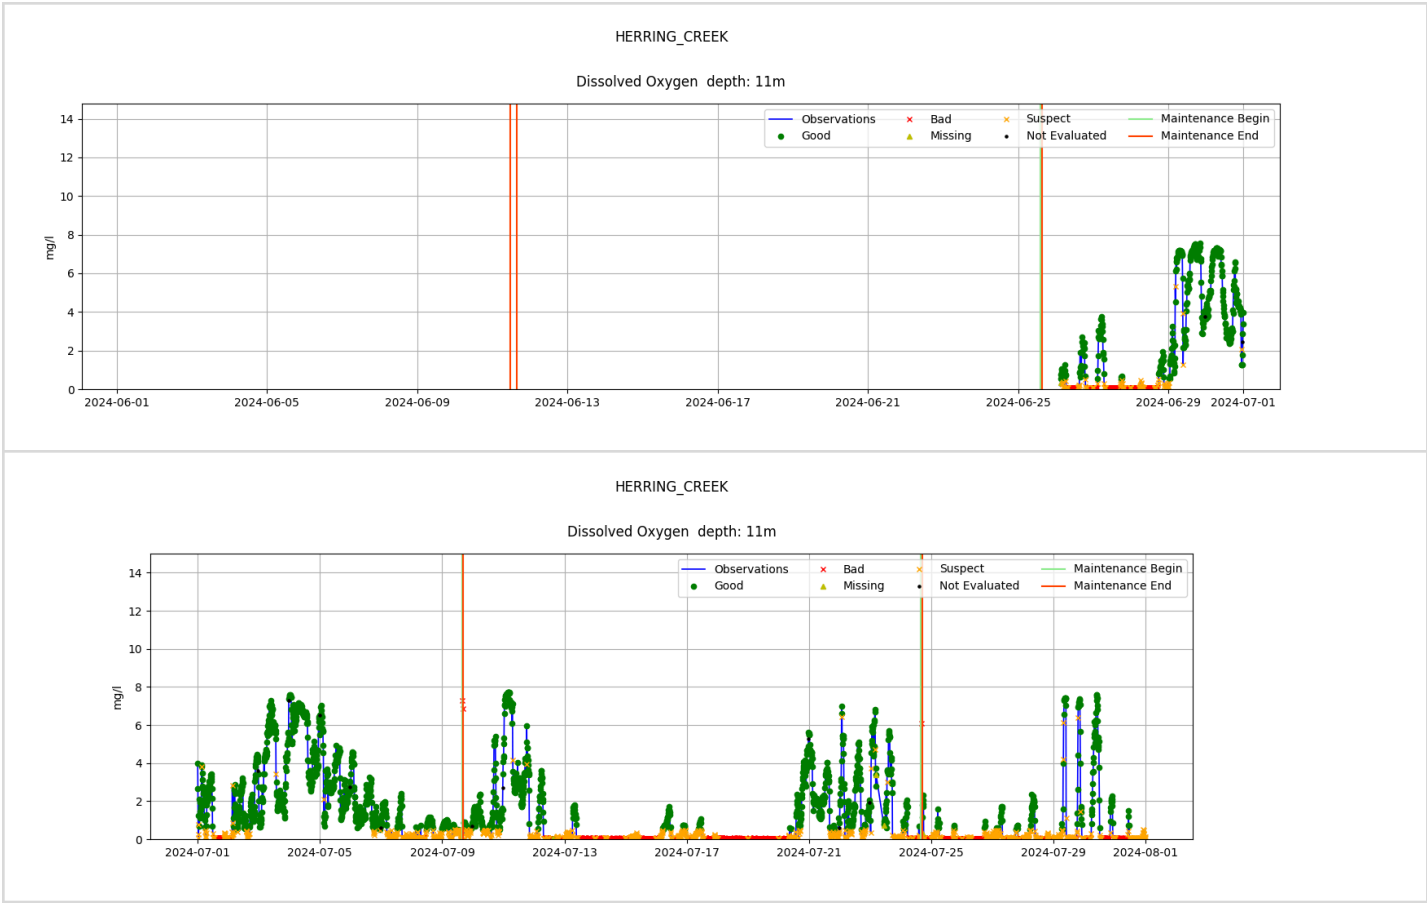 HERRING_CREEK
Dissolved Oxygen depth: 11m
Observations Bad Suspect Maintenance Begin
Good Missing Not Evaluated Maintenance End
14
12
10
8
6
4
2
0
mg/l
2024-06-01 2024-06-05 2024-06-09 2024-06-13 2024-06-17 2024-06-21 2024-06-25 2024-06-29 2024-07-01
HERRING_CREEK
Dissolved Oxygen depth: 11m
Observations Bad Suspect Maintenance Begin
Good Missing Not Evaluated Maintenance End
14
12
10
8
6
4
2
0
mg/l
2024-07-01 2024-07-05 2024-07-09 2024-07-13 2024-07-17 2024-07-21 2024-07-25 2024-07-29 2024-08-01